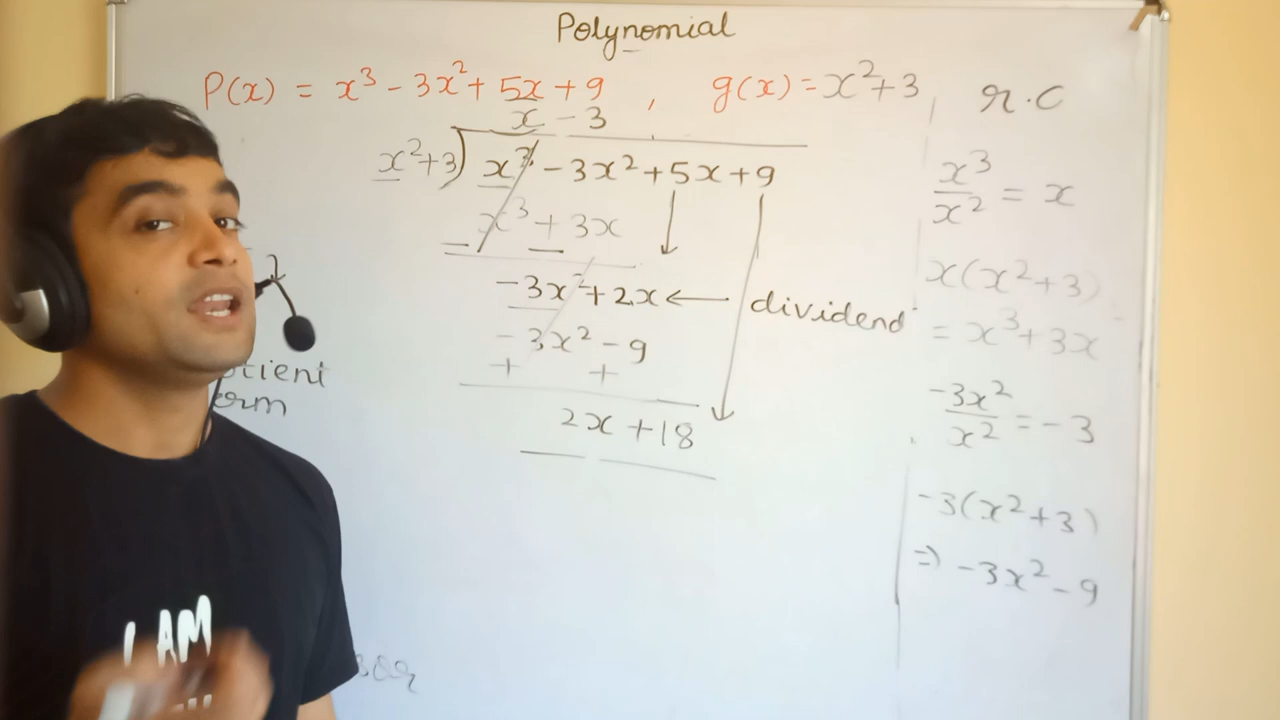 Polynomial
P(x) = x³ - 3x² + 5x + 9 , g(x) = x² + 3
x - 3
x²+3) x³ - 3x² + 5x + 9
x³ + 3x
- -
-3x² + 2x ← dividend
- 3x² - 9
+ +
2x + 18
r.c
x³/x² = x
x(x²+3)
= x³ + 3x
-3x²/x² = -3
-3(x²+3)
⇒ -3x² - 9
I AM